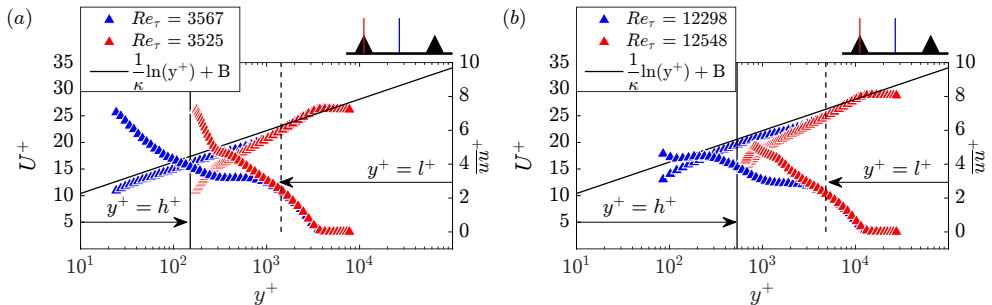 (a)
Re_τ = 3567
Re_τ = 3525
1/κ ln(y⁺) + B
35
30
25
20
15
10
5
U⁺
10
8
6
4
2
0
uu⁺
y⁺ = l⁺
y⁺ = h⁺
10¹
10²
10³
10⁴
y⁺
(b)
Re_τ = 12298
Re_τ = 12548
1/κ ln(y⁺) + B
35
30
25
20
15
10
5
U⁺
10
8
6
4
2
0
uu⁺
y⁺ = l⁺
y⁺ = h⁺
10¹
10²
10³
10⁴
y⁺